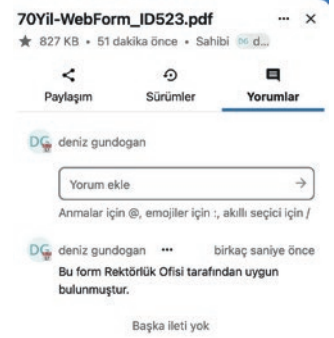 70Yil-WebForm_ID523.pdf
827 KB • 51 dakika önce • Sahibi DG d...
Paylaşım Sürümler Yorumlar
DG deniz gundogan
Yorum ekle
Anmalar için @, emojiler için :, akıllı seçici için /
DG deniz gundogan ••• birkaç saniye önce
Bu form Rektörlük Ofisi tarafından uygun
bulunmuştur.
Başka ileti yok